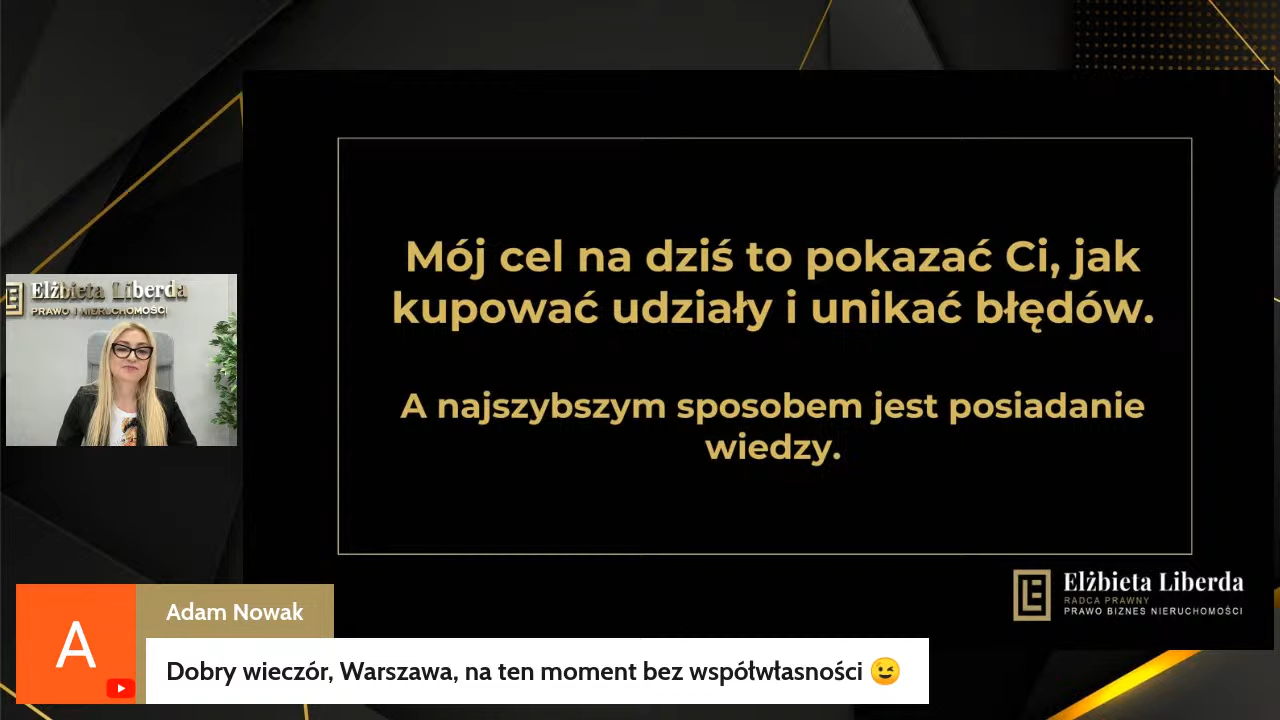 Mój cel na dziś to pokazać Ci, jak
kupować udziały i unikać błędów.
A najszybszym sposobem jest posiadanie
wiedzy.
Elżbieta Liberda
PRAWO I NIERUCHOMOŚCI
Elżbieta Liberda
RADCA PRAWNY
PRAWO BIZNES NIERUCHOMOŚCI
A
Adam Nowak
Dobry wieczór, Warszawa, na ten moment bez współwłasności 😉